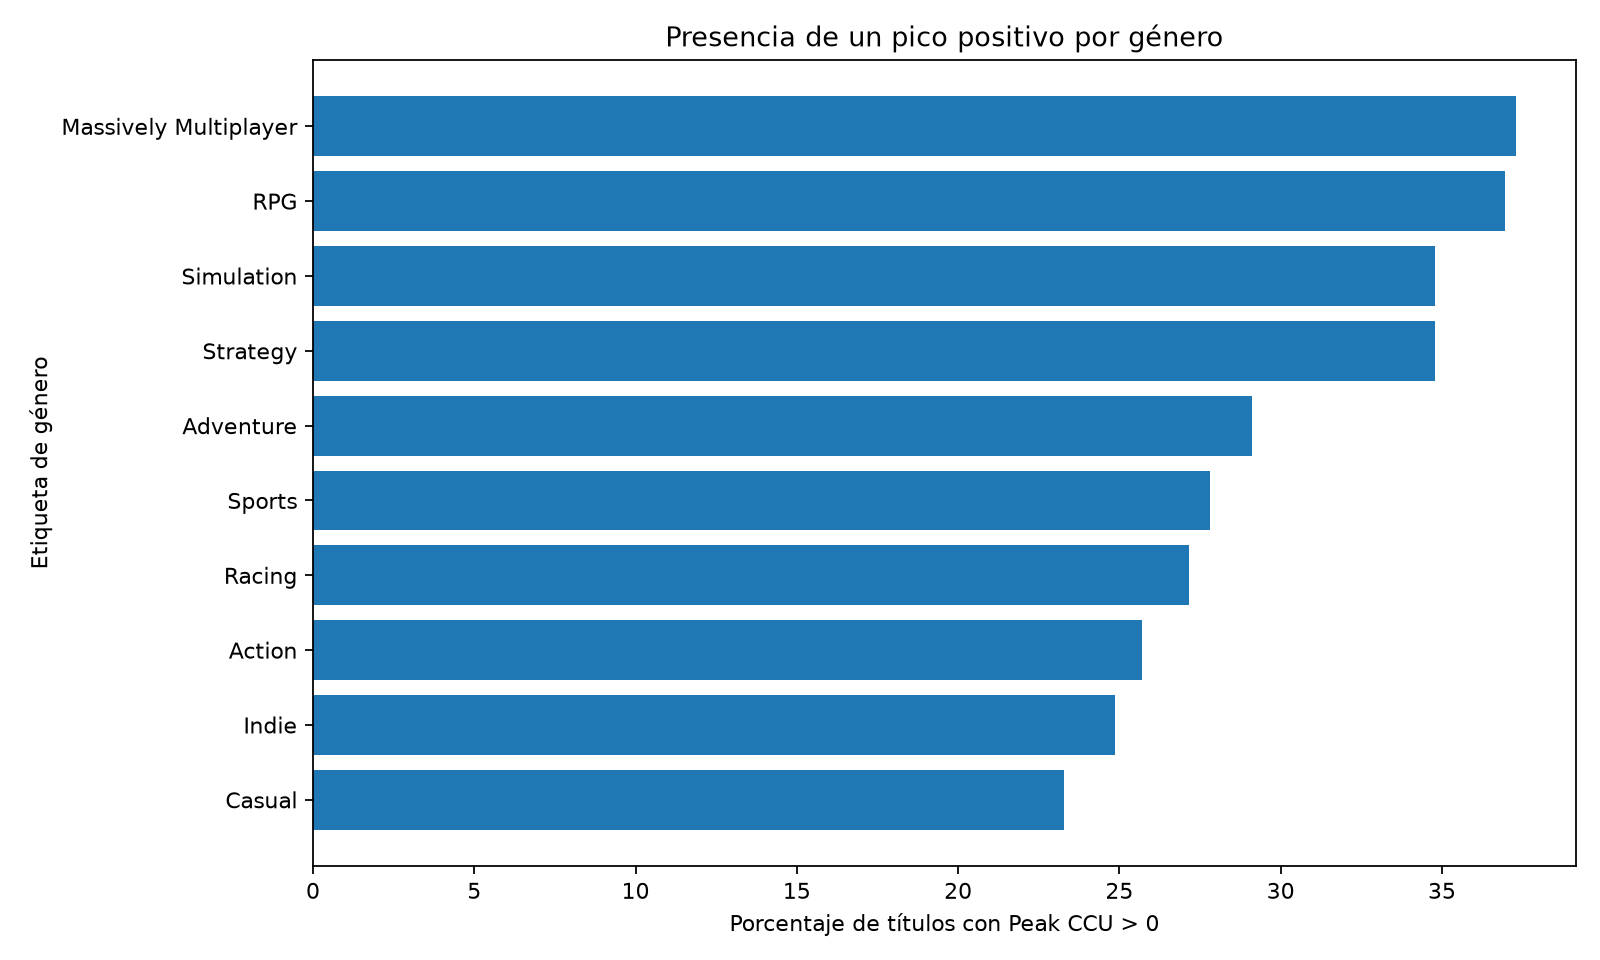 Presencia de un pico positivo por género
Etiqueta de género
Massively Multiplayer
RPG
Simulation
Strategy
Adventure
Sports
Racing
Action
Indie
Casual
0 5 10 15 20 25 30 35
Porcentaje de títulos con Peak CCU > 0